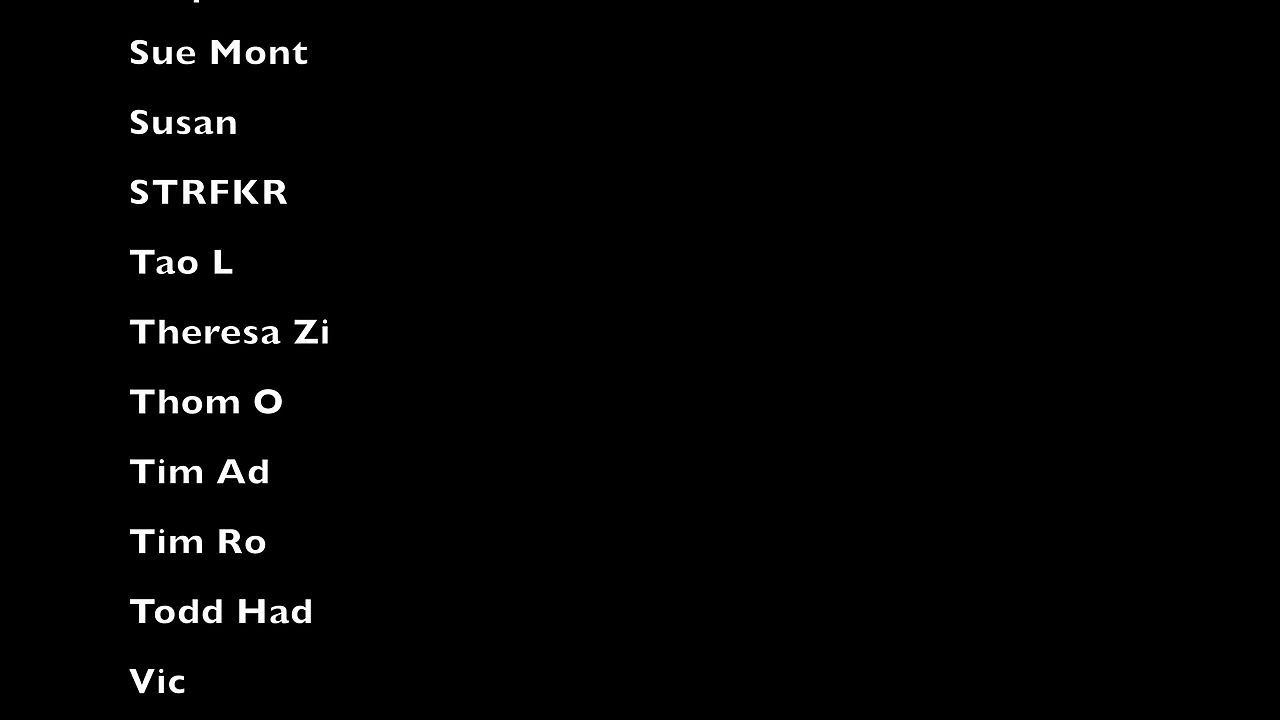 Sue Mont
Susan
STRFKR
Tao L
Theresa Zi
Thom O
Tim Ad
Tim Ro
Todd Had
Vic